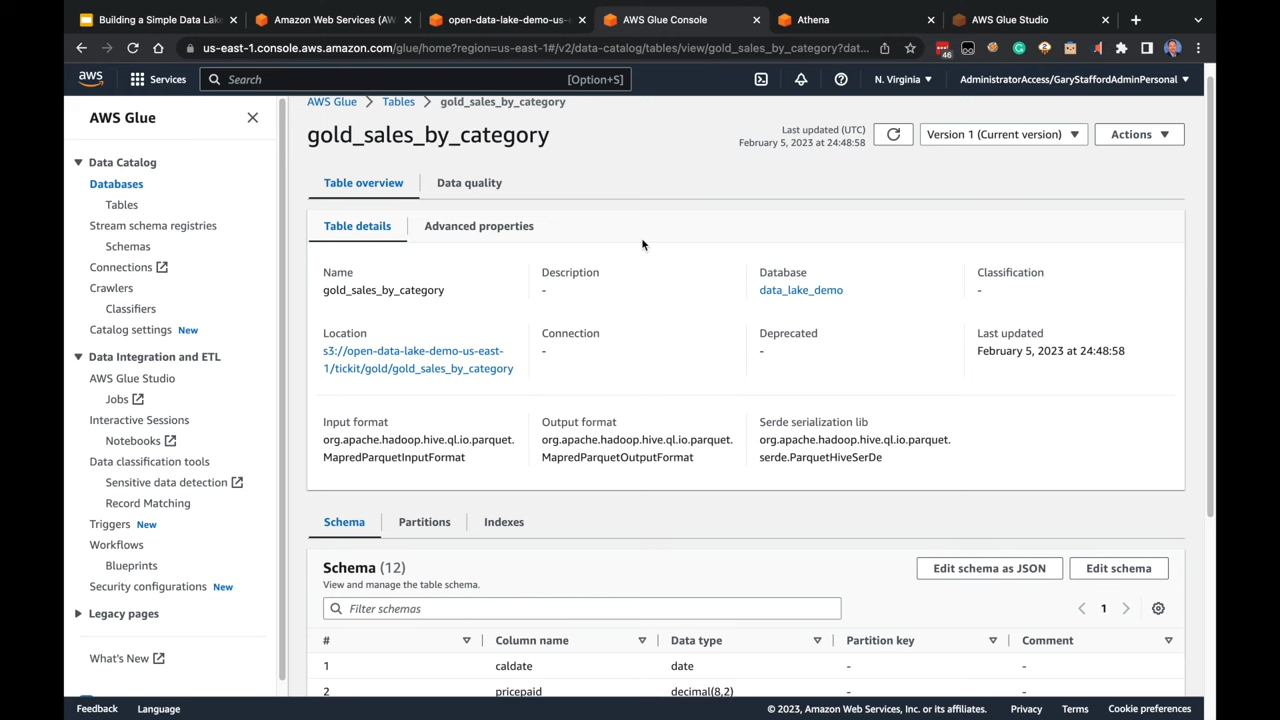 Building a Simple Data Lak
Amazon Web Services (AW
open-data-lake-demo-us-e
AWS Glue Console
Athena
AWS Glue Studio
us-east-1.console.aws.amazon.com/glue/home?region=us-east-1#/v2/data-catalog/tables/view/gold_sales_by_category?dat...
46
aws
Services
Search
[Option+S]
N. Virginia
AdministratorAccess/GaryStaffordAdminPersonal
AWS Glue
Data Catalog
Databases
Tables
Stream schema registries
Schemas
Connections
Crawlers
Classifiers
Catalog settings New
Data Integration and ETL
AWS Glue Studio
Jobs
Interactive Sessions
Notebooks
Data classification tools
Sensitive data detection
Record Matching
Triggers New
Workflows
Blueprints
Security configurations New
Legacy pages
What's New
AWS Glue > Tables > gold_sales_by_category
gold_sales_by_category
Last updated (UTC)
February 5, 2023 at 24:48:58
Version 1 (Current version)
Actions
Table overview
Data quality
Table details
Advanced properties
Name
gold_sales_by_category
Description
-
Database
data_lake_demo
Classification
-
Location
s3://open-data-lake-demo-us-east-
1/tickit/gold/gold_sales_by_category
Connection
-
Deprecated
-
Last updated
February 5, 2023 at 24:48:58
Input format
org.apache.hadoop.hive.ql.io.parquet.
MapredParquetInputFormat
Output format
org.apache.hadoop.hive.ql.io.parquet.
MapredParquetOutputFormat
Serde serialization lib
org.apache.hadoop.hive.ql.io.parquet.
serde.ParquetHiveSerDe
Schema
Partitions
Indexes
Schema (12)
View and manage the table schema.
Edit schema as JSON
Edit schema
Filter schemas
1
# Column name Data type Partition key Comment
1 caldate date - -
2 pricepaid decimal(8,2) - -
Feedback
Language
© 2023, Amazon Web Services, Inc. or its affiliates.
Privacy
Terms
Cookie preferences